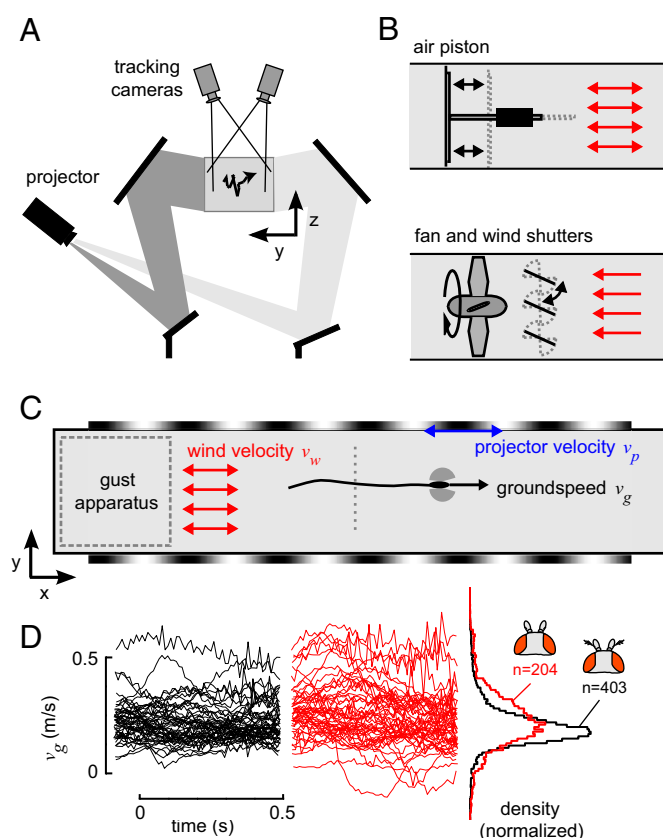 A
tracking
cameras
projector
z
y
B
air piston
fan and wind shutters
C
wind velocity v_w
projector velocity v_p
gust
apparatus
groundspeed v_g
y
x
D
0.5
v_g (m/s)
0
0
0.5
time (s)
n=204
n=403
density
(normalized)